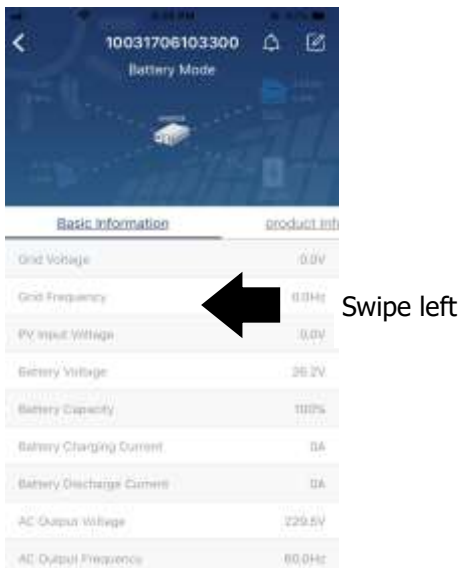 10031706103300
Battery Mode
Basic Information product Inf
Grid Voltage 0.0V
Grid Frequency 0.0Hz
Swipe left
PV Input Voltage 0.0V
Battery Voltage 26.2V
Battery Capacity 100%
Battery Charging Current 0A
Battery Discharge Current 0A
AC Output Voltage 229.5V
AC Output Frequency 60.0Hz